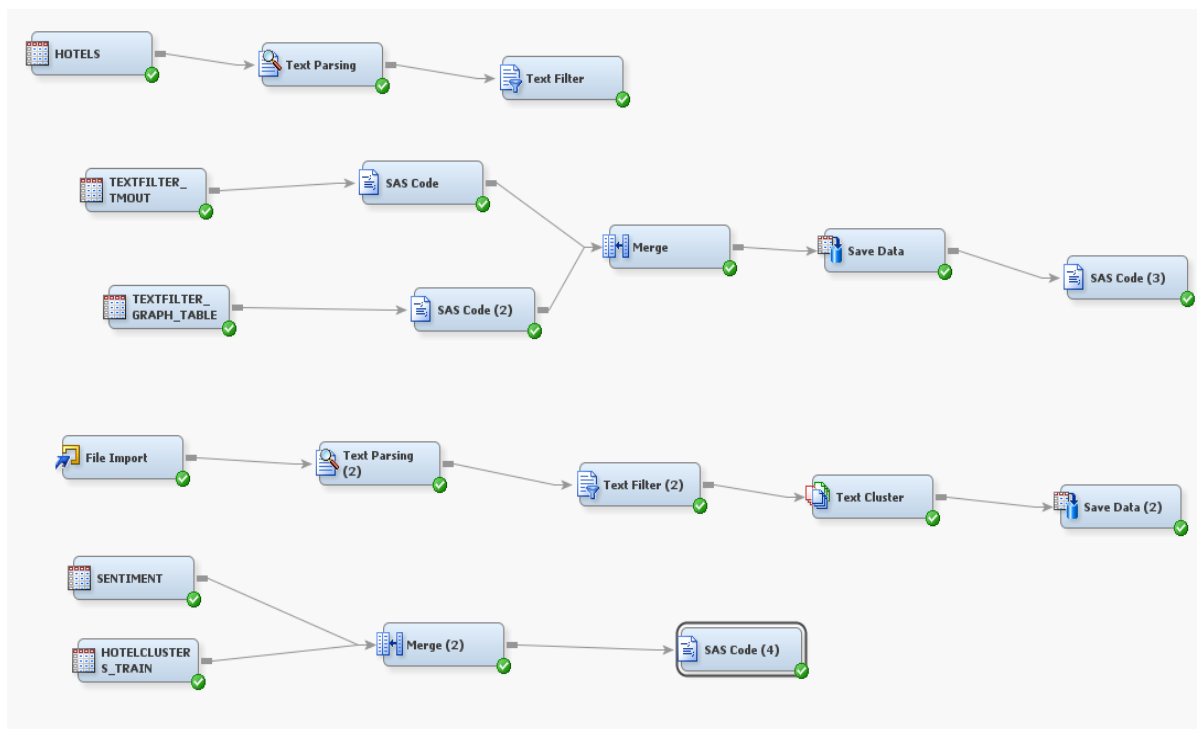 HOTELS
Text Parsing
Text Filter
TEXTFILTER_
TMOUT
SAS Code
Merge
Save Data
SAS Code (3)
TEXTFILTER_
GRAPH_TABLE
SAS Code (2)
File Import
Text Parsing
(2)
Text Filter (2)
Text Cluster
Save Data (2)
SENTIMENT
HOTELCLUSTER
S_TRAIN
Merge (2)
SAS Code (4)